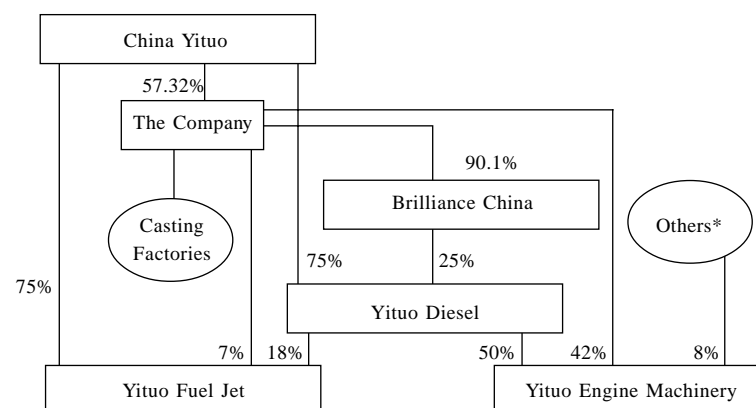 China Yituo
57.32%
The Company
90.1%
Brilliance China
Others*
Casting
Factories
75%
75%
25%
Yituo Diesel
7%
18%
50%
42%
8%
Yituo Fuel Jet
Yituo Engine Machinery